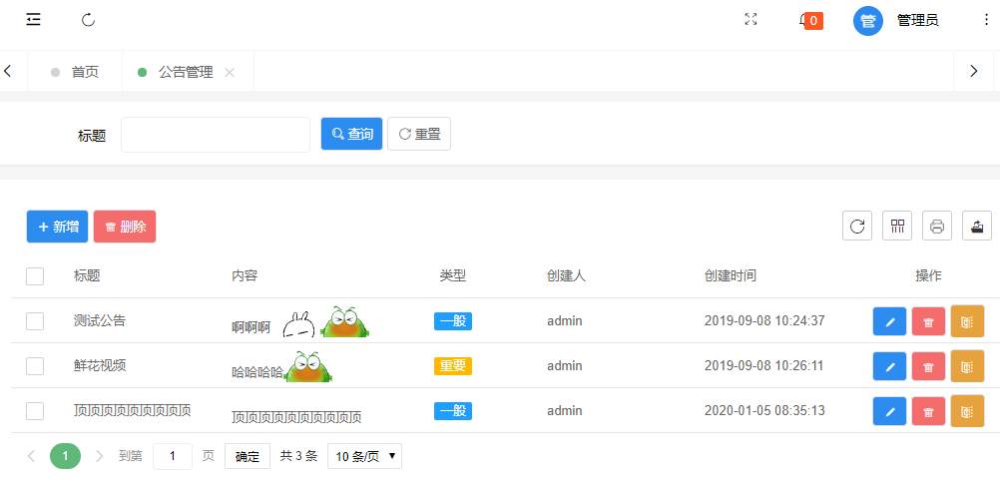 0 管 管理员
首页 公告管理
标题 查询 重置
新增 删除
标题 内容 类型 创建人 创建时间 操作
测试公告 啊啊啊 一般 admin 2019-09-08 10:24:37
鲜花视频 哈哈哈哈 重要 admin 2019-09-08 10:26:11
顶顶顶顶顶顶顶顶顶 顶顶顶顶顶顶顶顶顶顶 一般 admin 2020-01-05 08:35:13
1 到第 1 页 确定 共 3 条 10 条/页